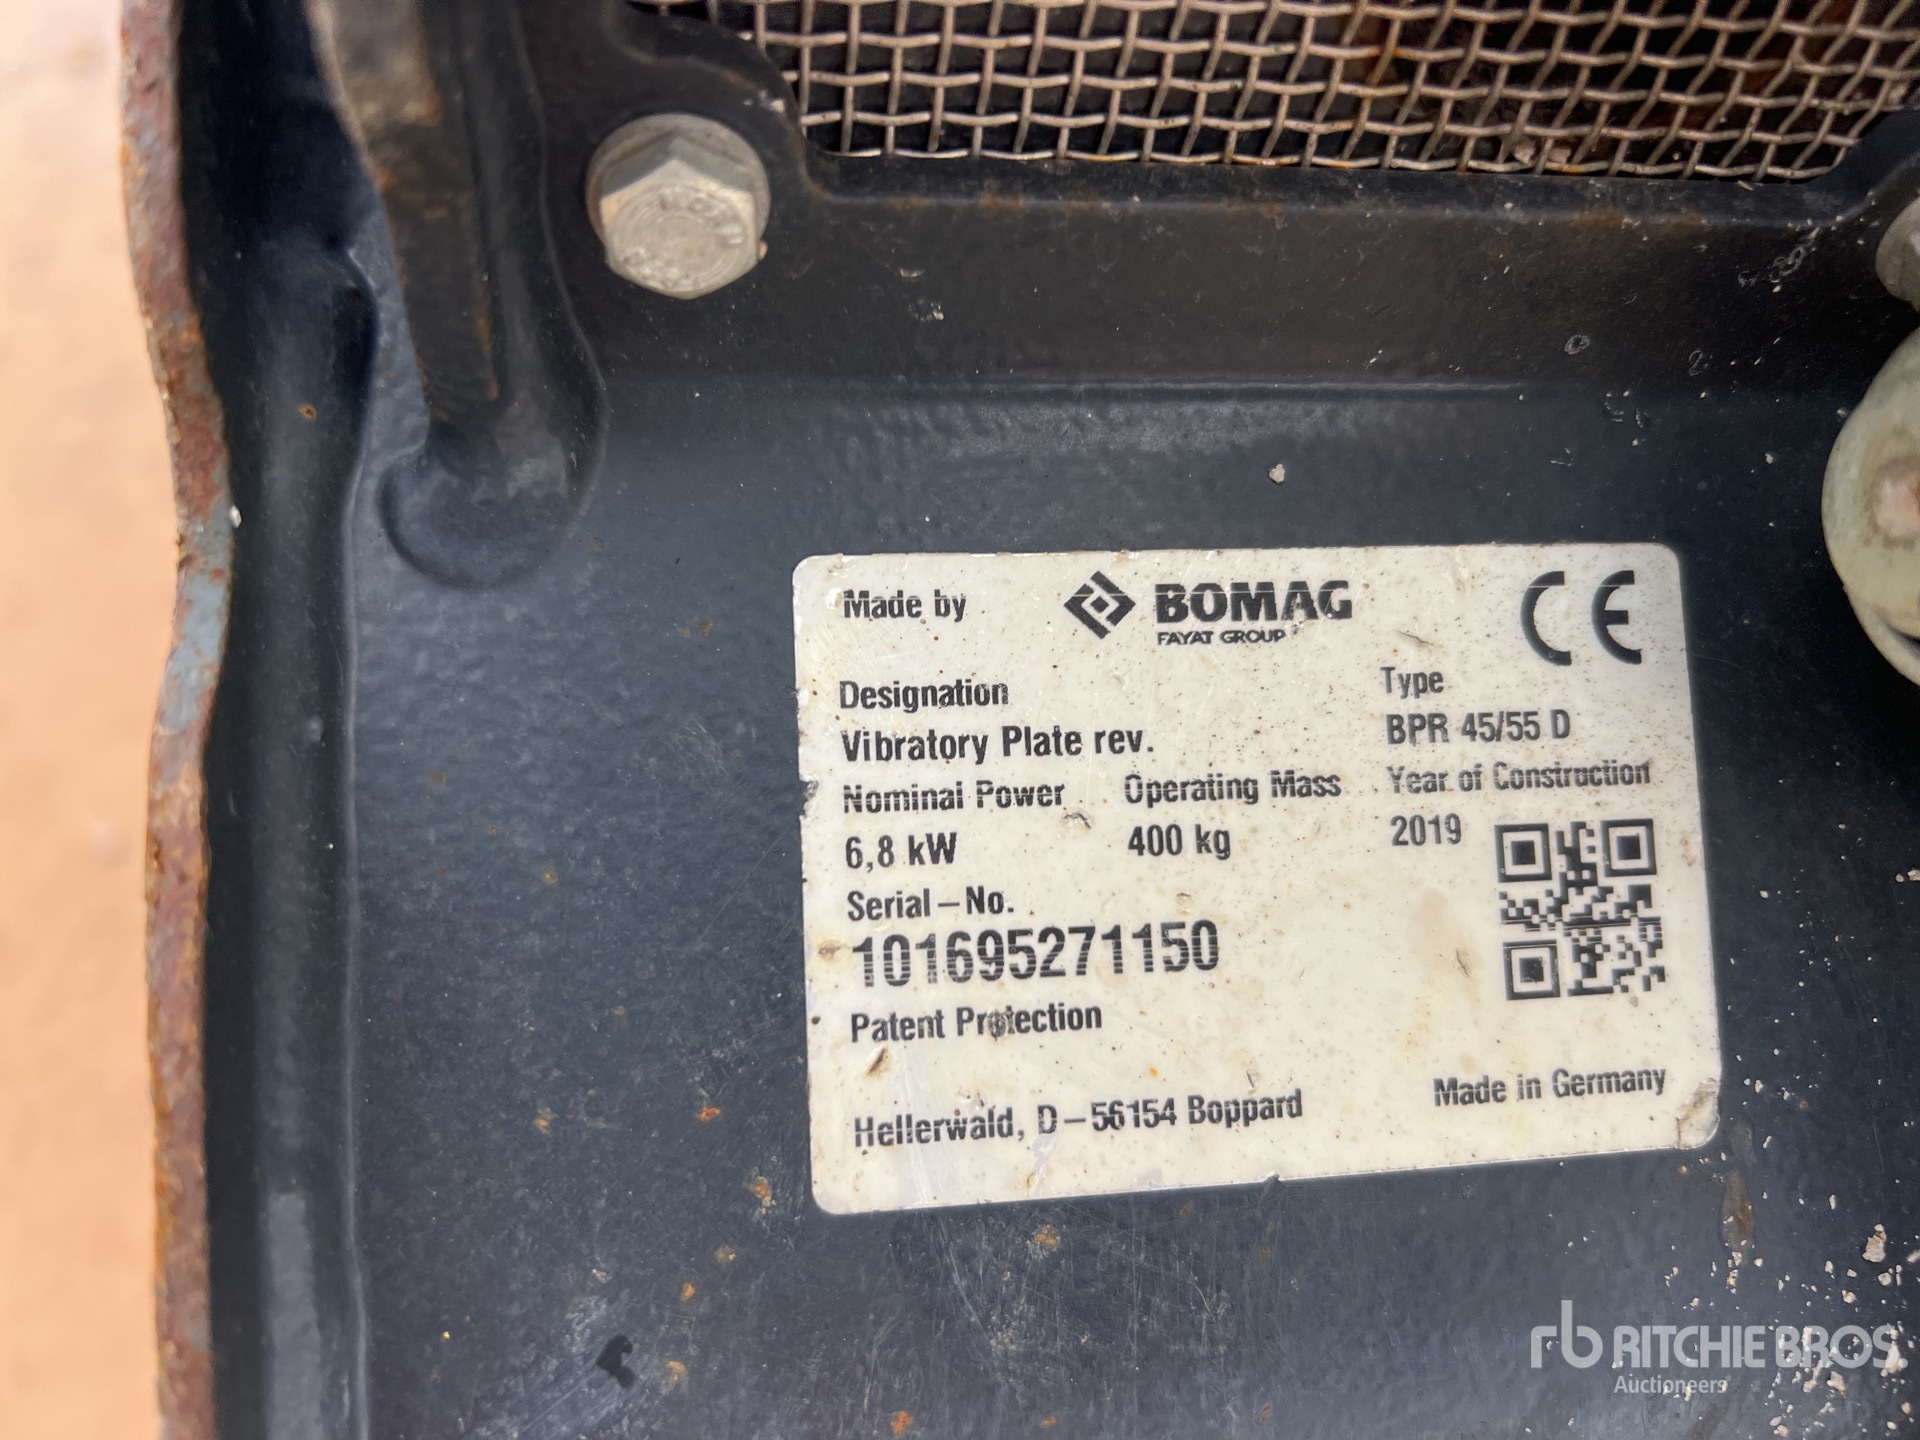 Made by BOMAG CE
FAYAT GROUP
Designation Type
Vibratory Plate rev. BPR 45/55 D
Nominal Power Operating Mass Year of Construction
6,8 kW 400 kg 2019
Serial-No.
101695271150
Patent Protection
Hellerwald, D-56154 Boppard Made in Germany
rb RITCHIE BROS.
Auctioneers